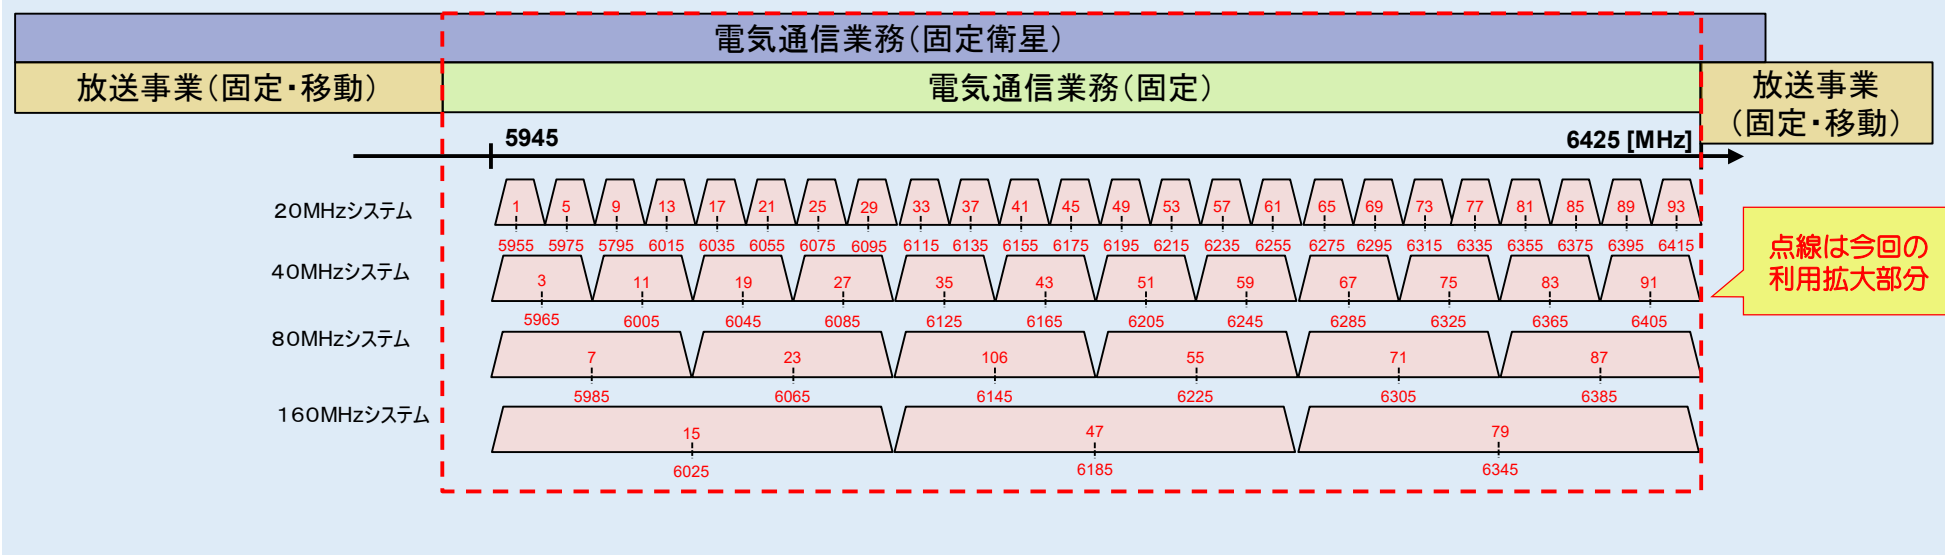 電気通信業務(固定衛星)
放送事業(固定・移動)
電気通信業務(固定)
放送事業
(固定・移動)
5945
6425 [MHz]
20MHzシステム
1 5 9 13 17 21 25 29 33 37 41 45 49 53 57 61 65 69 73 77 81 85 89 93
5955 5975 5795 6015 6035 6055 6075 6095 6115 6135 6155 6175 6195 6215 6235 6255 6275 6295 6315 6335 6355 6375 6395 6415
点線は今回の
利用拡大部分
40MHzシステム
3 11 19 27 35 43 51 59 67 75 83 91
5965 6005 6045 6085 6125 6165 6205 6245 6285 6325 6365 6405
80MHzシステム
7 23 106 55 71 87
5985 6065 6145 6225 6305 6385
160MHzシステム
15 47 79
6025 6185 6345